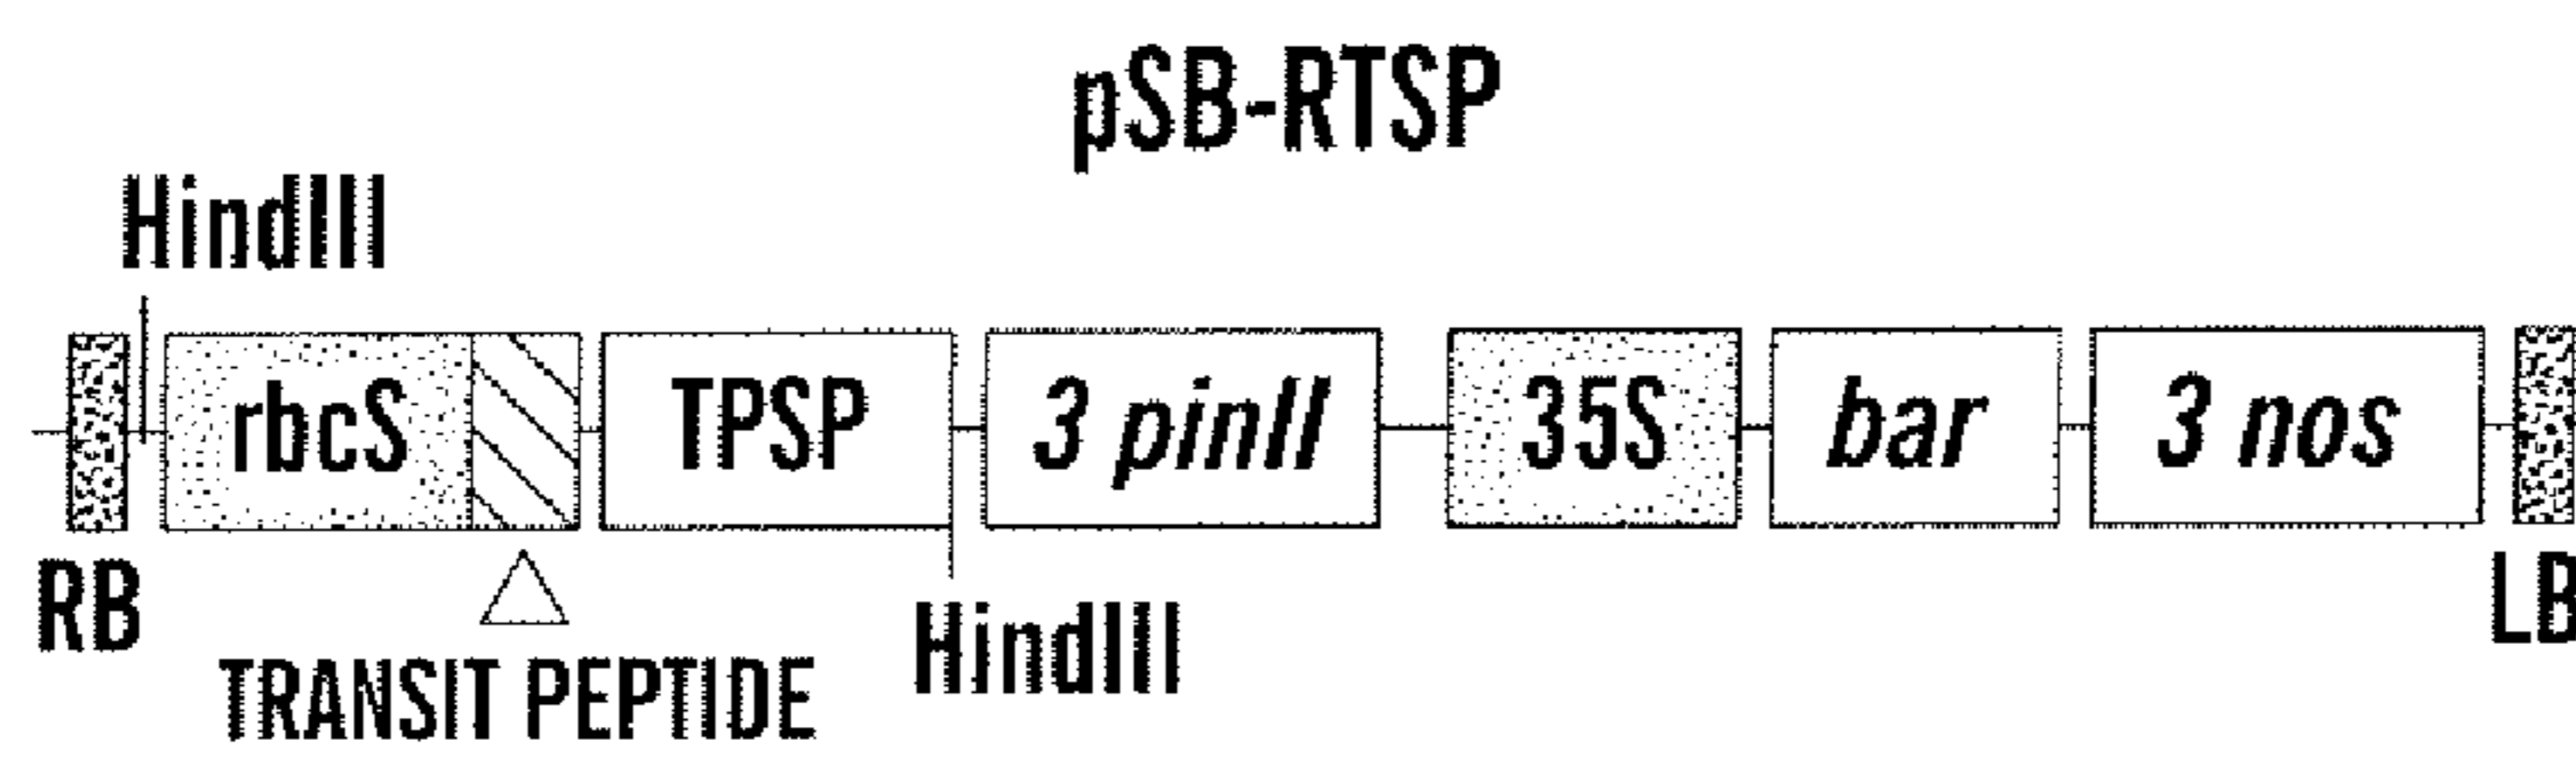 pSB-RTSP
HindIII
rbcS TPSP 3 pinII 35S bar 3 nos
RB LB
HindIII
TRANSIT PEPTIDE